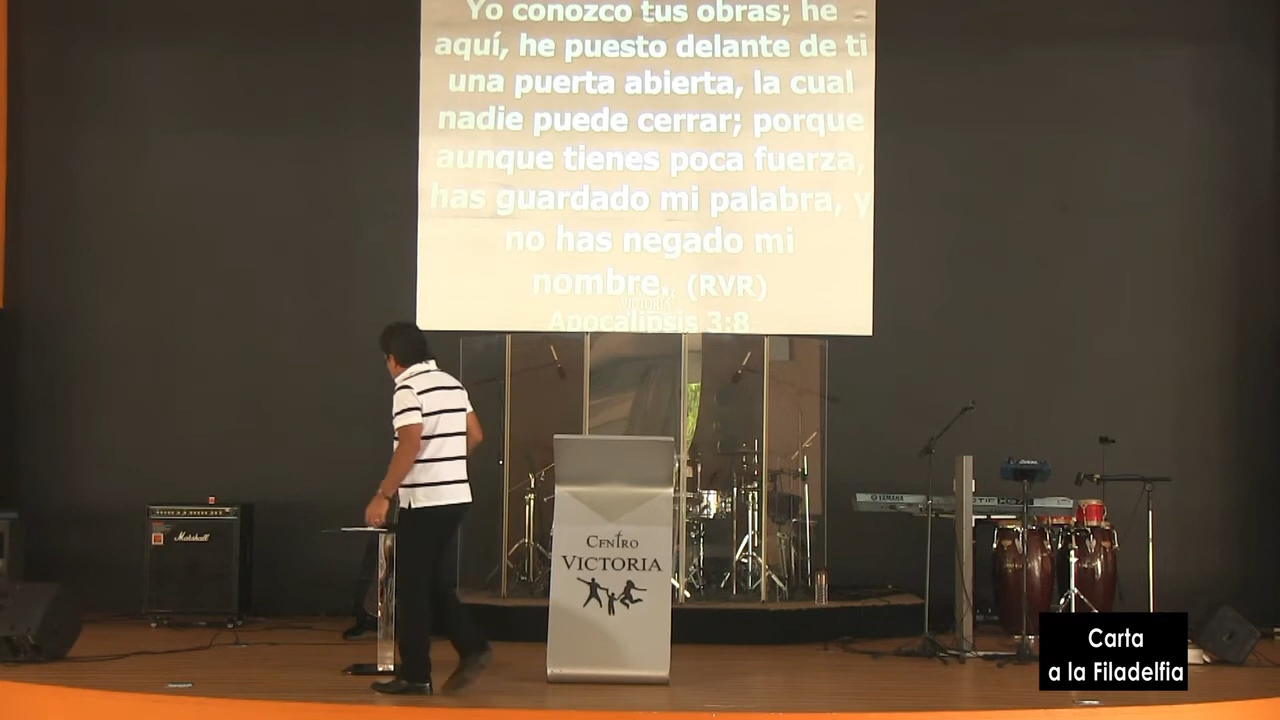 Yo conozco tus obras; he
aquí, he puesto delante de ti
una puerta abierta, la cual
nadie puede cerrar; porque
aunque tienes poca fuerza,
has guardado mi palabra, y
no has negado mi
nombre. (RVR)
VICTORIA
Apocalipsis 3:8
CENTRO
VICTORIA
Marshall
YAMAHA
Carta
a la Filadelfia